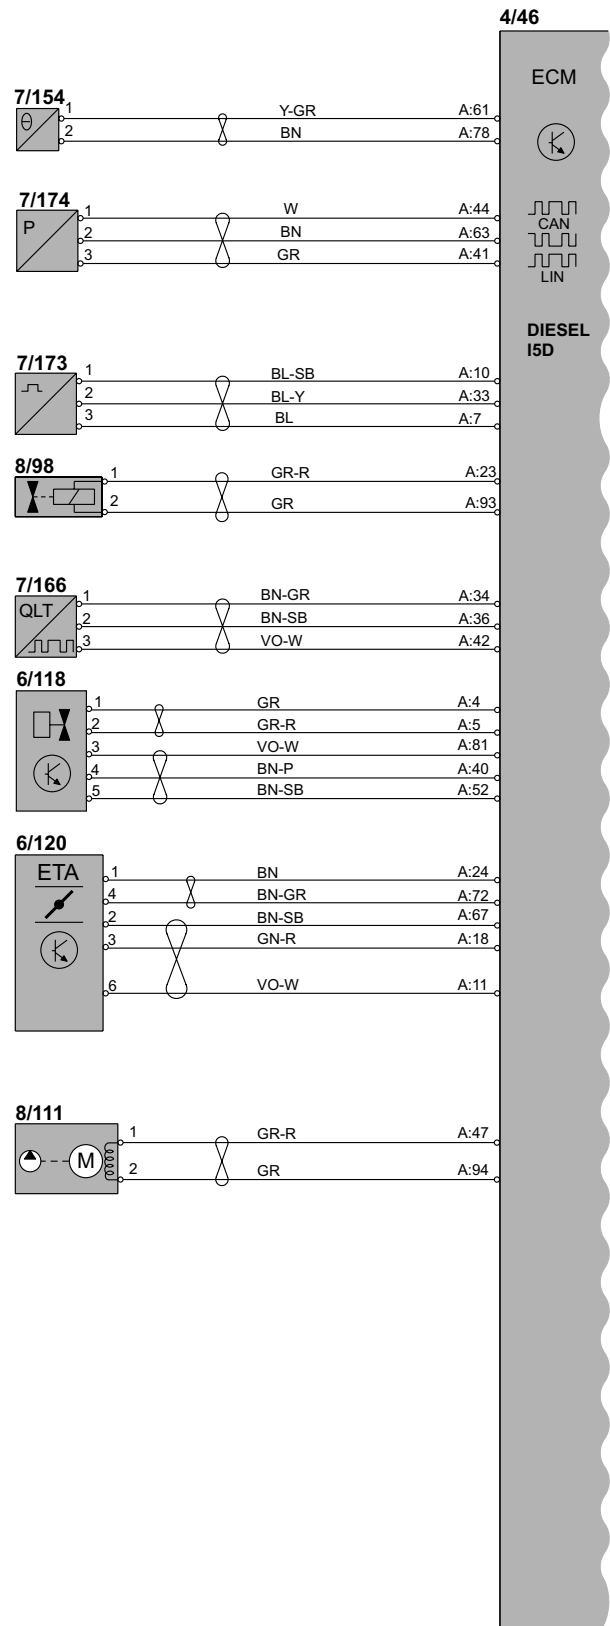 4/46
ECM
CAN
LIN
DIESEL
I5D
7/154
θ
1 Y-GR A:61
2 BN A:78
7/174
P
1 W A:44
2 BN A:63
3 GR A:41
7/173
1 BL-SB A:10
2 BL-Y A:33
3 BL A:7
8/98
1 GR-R A:23
2 GR A:93
7/166
QLT
1 BN-GR A:34
2 BN-SB A:36
3 VO-W A:42
6/118
1 GR A:4
2 GR-R A:5
3 VO-W A:81
4 BN-P A:40
5 BN-SB A:52
6/120
ETA
1 BN A:24
4 BN-GR A:72
2 BN-SB A:67
3 GN-R A:18
6 VO-W A:11
8/111
M
1 GR-R A:47
2 GR A:94